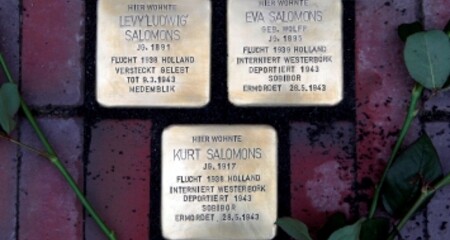 HIER WOHNTE
LEVY 'LUDWIG'
SALOMONS
JG. 1891
FLUCHT 1938 HOLLAND
VERSTECKT GELEBT
TOT 9.3.1943
MEDEMBLIK
HIER WOHNTE
EVA SALOMONS
GEB. WOLFF
JG. 1893
FLUCHT 1939 HOLLAND
INTERNIERT WESTERBORK
DEPORTIERT 1943
SOBIBOR
ERMORDET 28.5.1943
HIER WOHNTE
KURT SALOMONS
JG. 1917
FLUCHT 1938 HOLLAND
INTERNIERT WESTERBORK
DEPORTIERT 1943
SOBIBOR
ERMORDET 28.5.1943